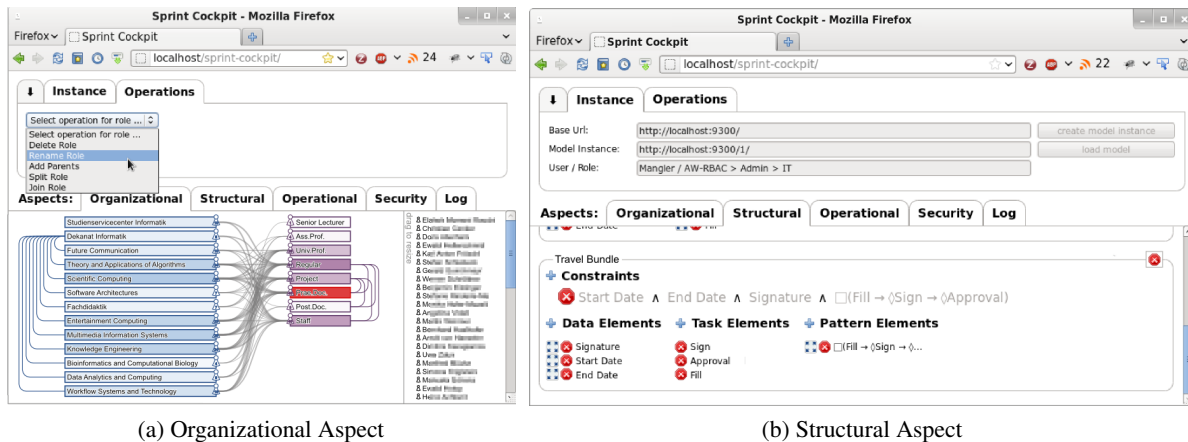 Sprint Cockpit - Mozilla Firefox
Firefox
Sprint Cockpit
localhost/sprint-cockpit/
24
Instance
Operations
Select operation for role ...
Select operation for role ...
Delete Role
Rename Role
Add Parents
Split Role
Join Role
Aspects: Organizational Structural Operational Security Log
Studienservicecenter Informatik
Dekanat Informatik
Future Communication
Theory and Applications of Algorithms
Scientific Computing
Software Architectures
Fachdidaktik
Entertainment Computing
Multimedia Information Systems
Knowledge Engineering
Bioinformatics and Computational Biology
Data Analytics and Computing
Workflow Systems and Technology
Senior Lecturer
Ass.Prof.
Univ.Prof.
Regular
Project
Prae.Doc.
Post.Doc.
Staff
drag to resize
(a) Organizational Aspect
Sprint Cockpit - Mozilla Firefox
Firefox
Sprint Cockpit
localhost/sprint-cockpit/
22
Instance
Operations
Base Url: http://localhost:9300/ create model instance
Model Instance: http://localhost:9300/1/ load model
User / Role: Mangler / AW-RBAC > Admin > IT
Aspects: Organizational Structural Operational Security Log
End Date Fill
Travel Bundle
Constraints
Start Date ∧ End Date ∧ Signature ∧ □(Fill → ◊Sign → ◊Approval)
Data Elements Task Elements Pattern Elements
Signature Sign □(Fill → ◊Sign → ◊...
Start Date Approval
End Date Fill
(b) Structural Aspect